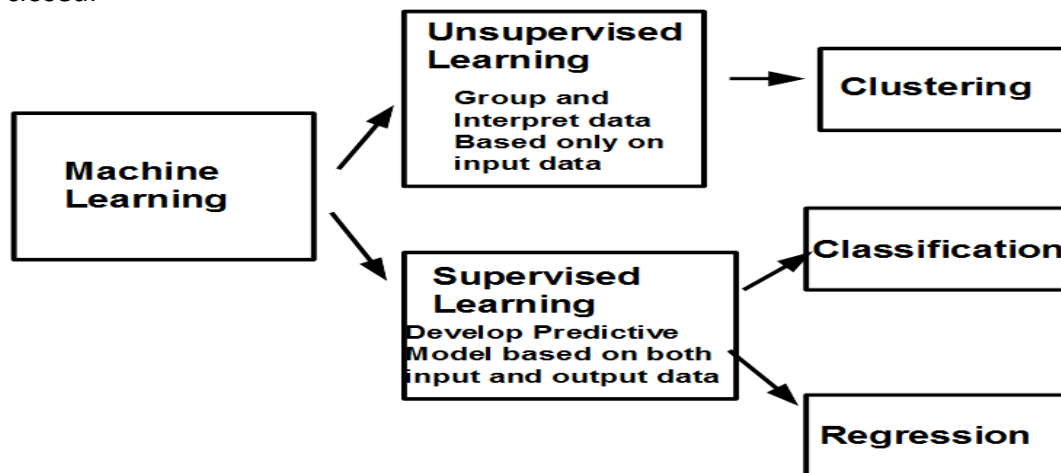 Unsupervised
Learning
Group and
Interpret data
Based only on
input data
Clustering
Machine
Learning
Classification
Supervised
Learning
Develop Predictive
Model based on both
input and output data
Regression